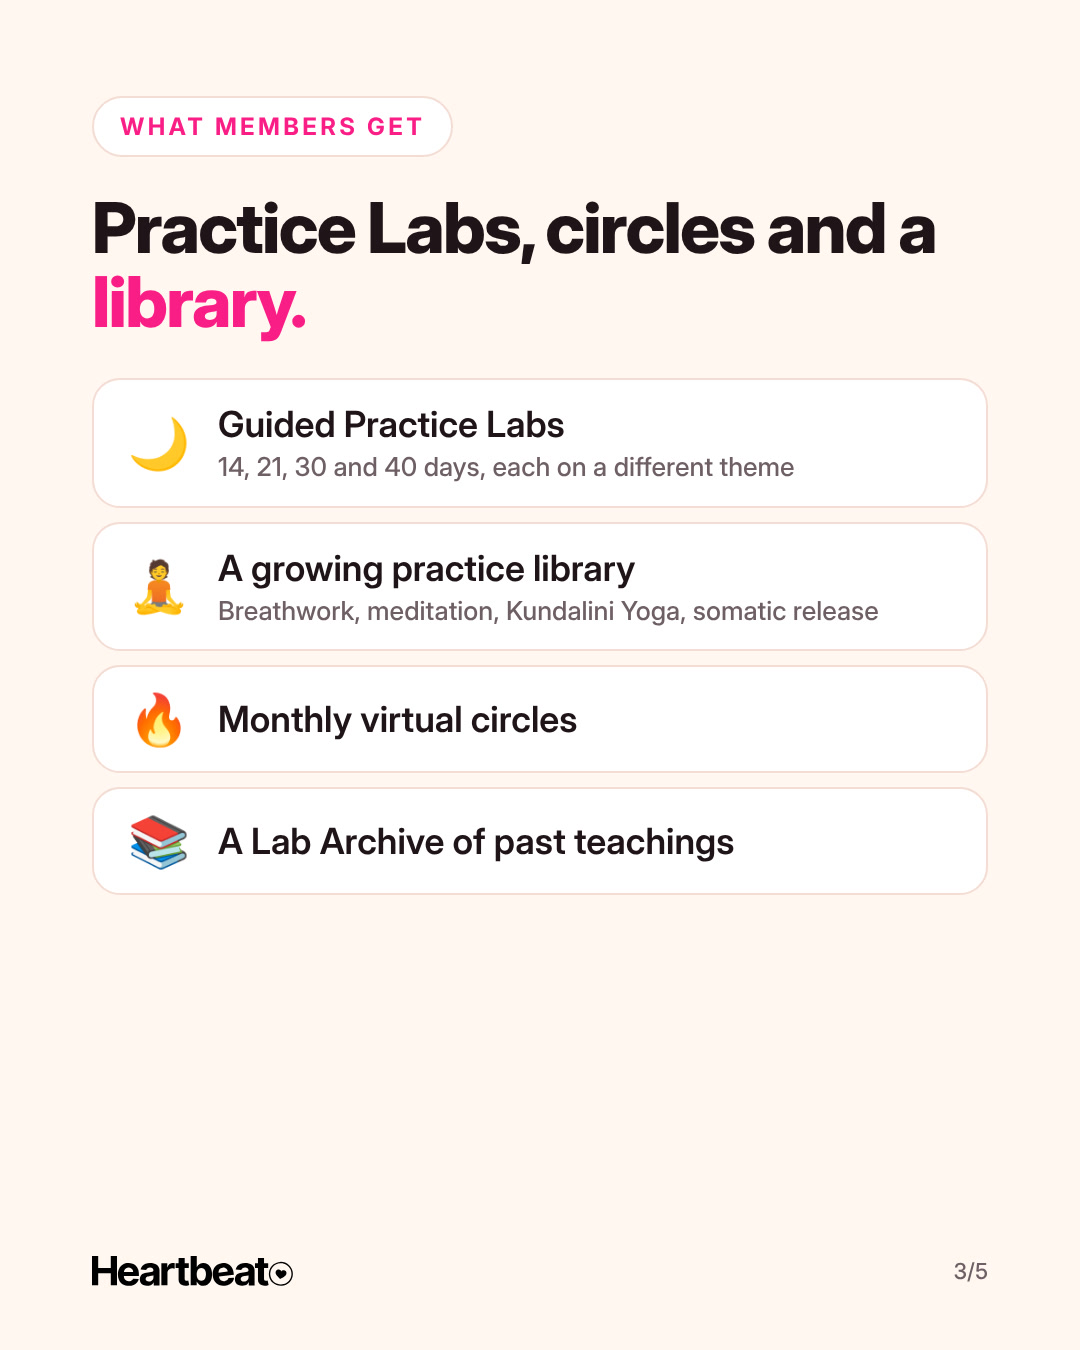 WHAT MEMBERS GET
Practice Labs, circles and a
library.
Guided Practice Labs
14, 21, 30 and 40 days, each on a different theme
A growing practice library
Breathwork, meditation, Kundalini Yoga, somatic release
Monthly virtual circles
A Lab Archive of past teachings
Heartbeat
3/5